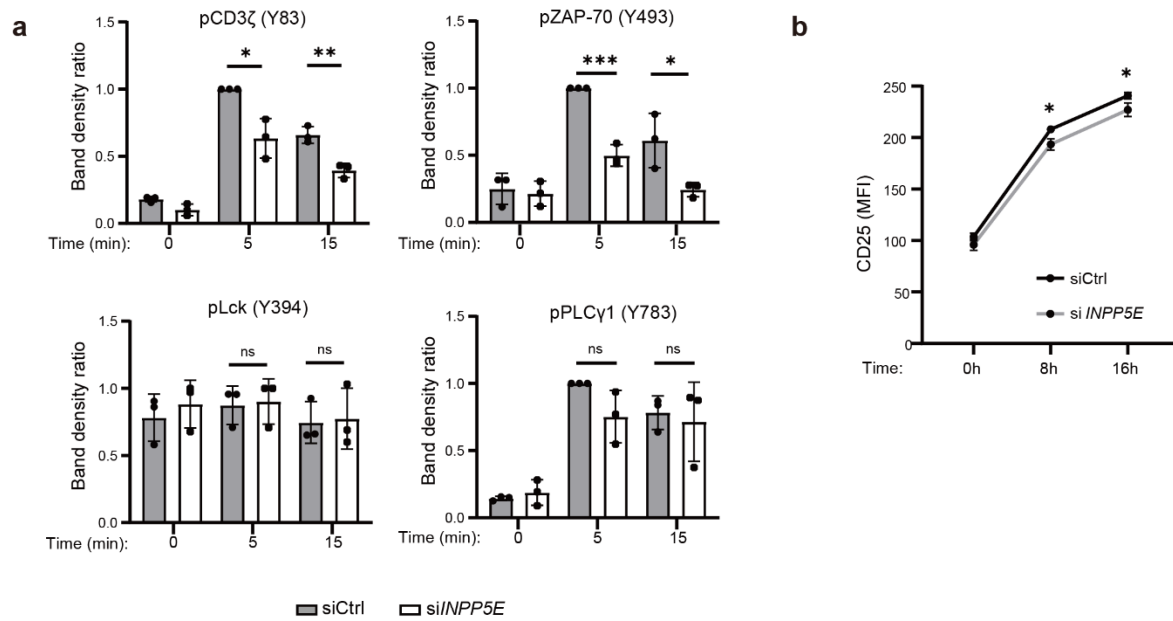 a
pCD3ζ (Y83)
Band density ratio
1.5
1.0
0.5
0.0
*
**
Time (min):
0
5
15
pZAP-70 (Y493)
Band density ratio
1.5
1.0
0.5
0.0
***
*
Time (min):
0
5
15
pLck (Y394)
Band density ratio
1.5
1.0
0.5
0.0
ns
ns
Time (min):
0
5
15
pPLCγ1 (Y783)
Band density ratio
1.5
1.0
0.5
0.0
ns
ns
Time (min):
0
5
15
siCtrl
siINPP5E
b
CD25 (MFI)
250
200
150
100
50
0
*
*
siCtrl
si INPP5E
Time:
0h
8h
16h